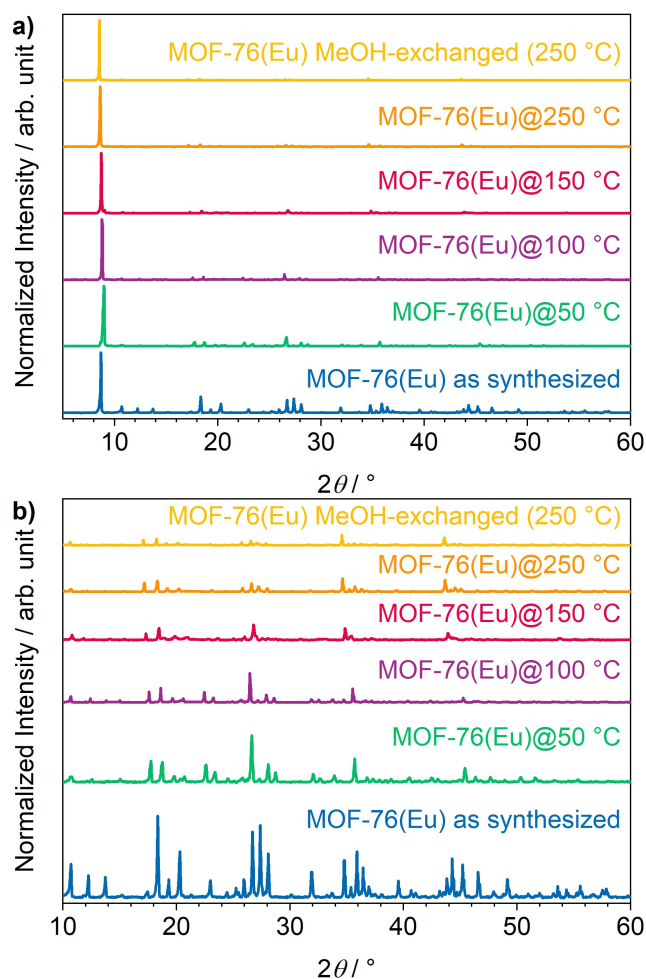 a)
Normalized Intensity / arb. unit
MOF-76(Eu) MeOH-exchanged (250 °C)
MOF-76(Eu)@250 °C
MOF-76(Eu)@150 °C
MOF-76(Eu)@100 °C
MOF-76(Eu)@50 °C
MOF-76(Eu) as synthesized
10 20 30 40 50 60
2θ / °
b)
Normalized Intensity / arb. unit
MOF-76(Eu) MeOH-exchanged (250 °C)
MOF-76(Eu)@250 °C
MOF-76(Eu)@150 °C
MOF-76(Eu)@100 °C
MOF-76(Eu)@50 °C
MOF-76(Eu) as synthesized
10 20 30 40 50 60
2θ / °